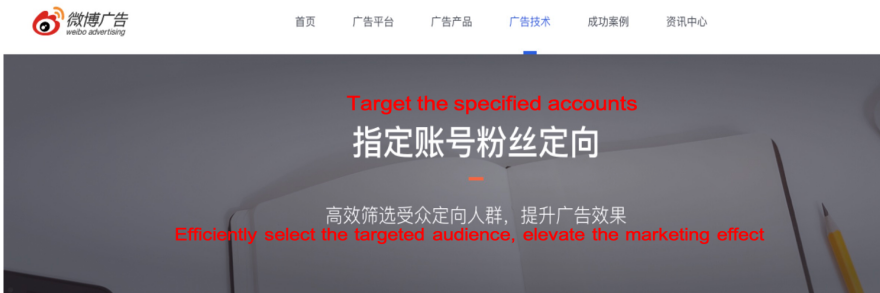 微博广告
weibo advertising
首页 广告平台 广告产品 广告技术 成功案例 资讯中心
Target the specified accounts
指定账号粉丝定向
高效筛选受众定向人群，提升广告效果
Efficiently select the targeted audience, elevate the marketing effect